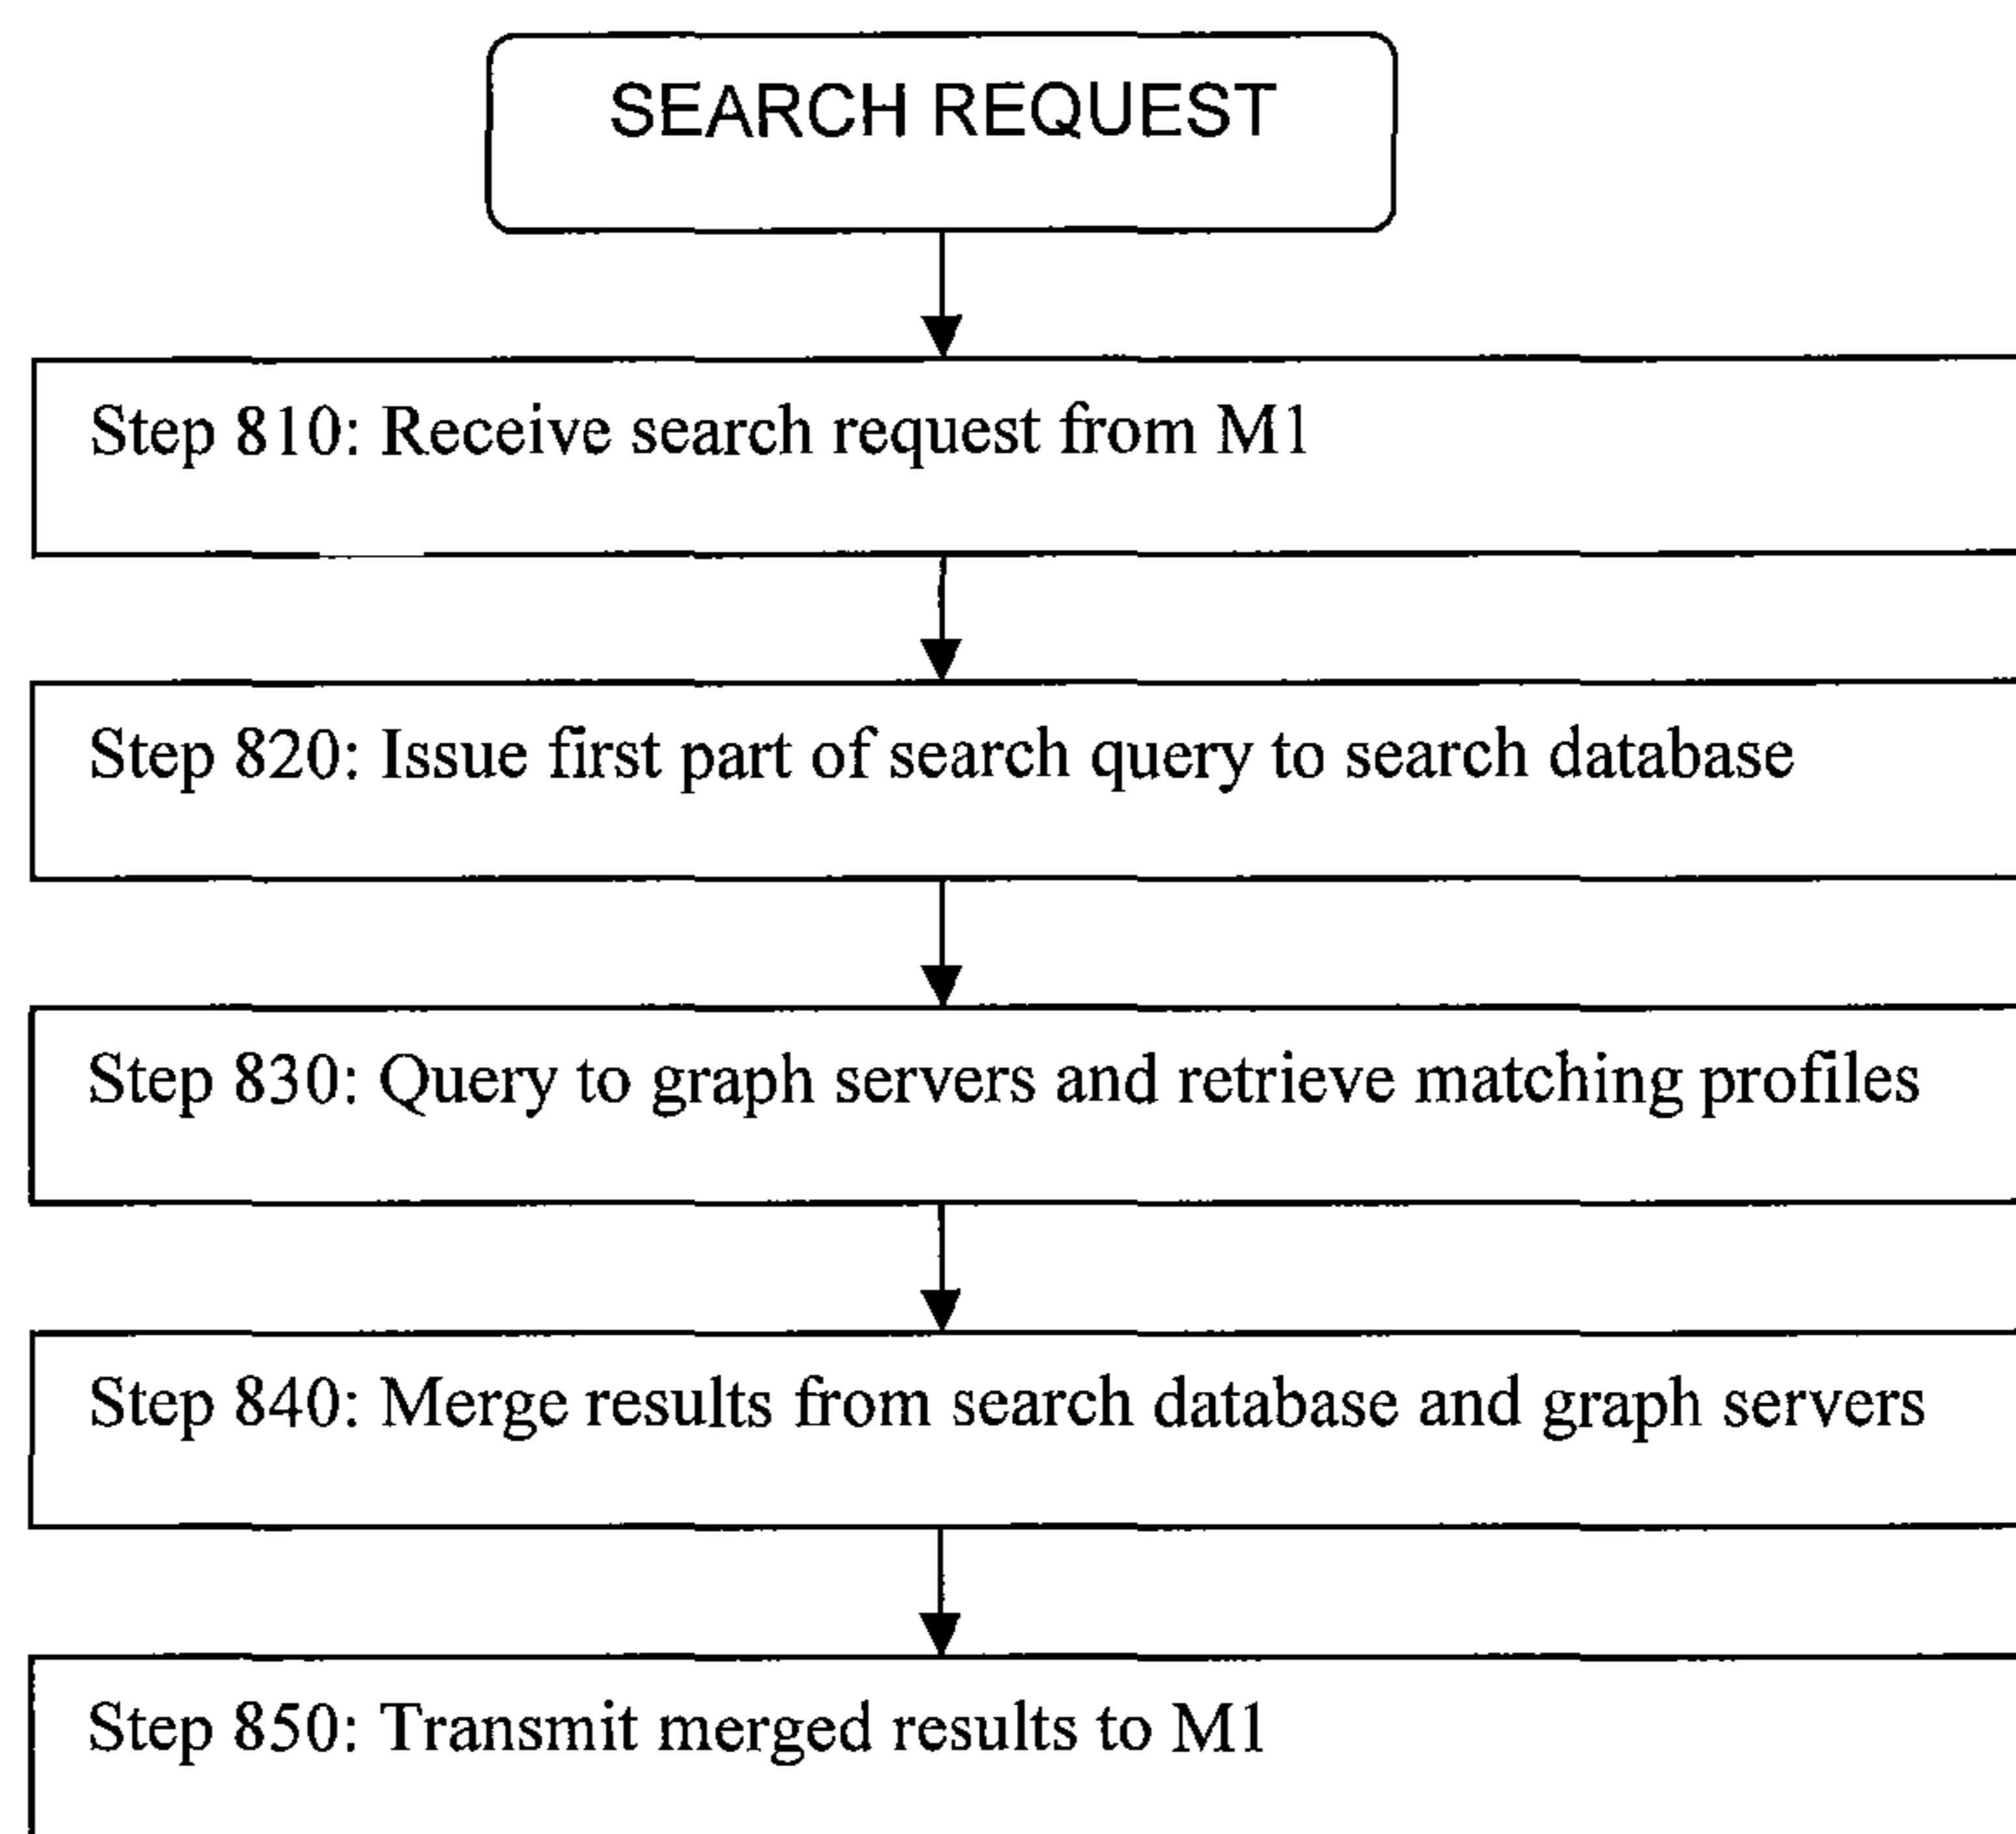 SEARCH REQUEST
Step 810: Receive search request from M1
Step 820: Issue first part of search query to search database
Step 830: Query to graph servers and retrieve matching profiles
Step 840: Merge results from search database and graph servers
Step 850: Transmit merged results to M1